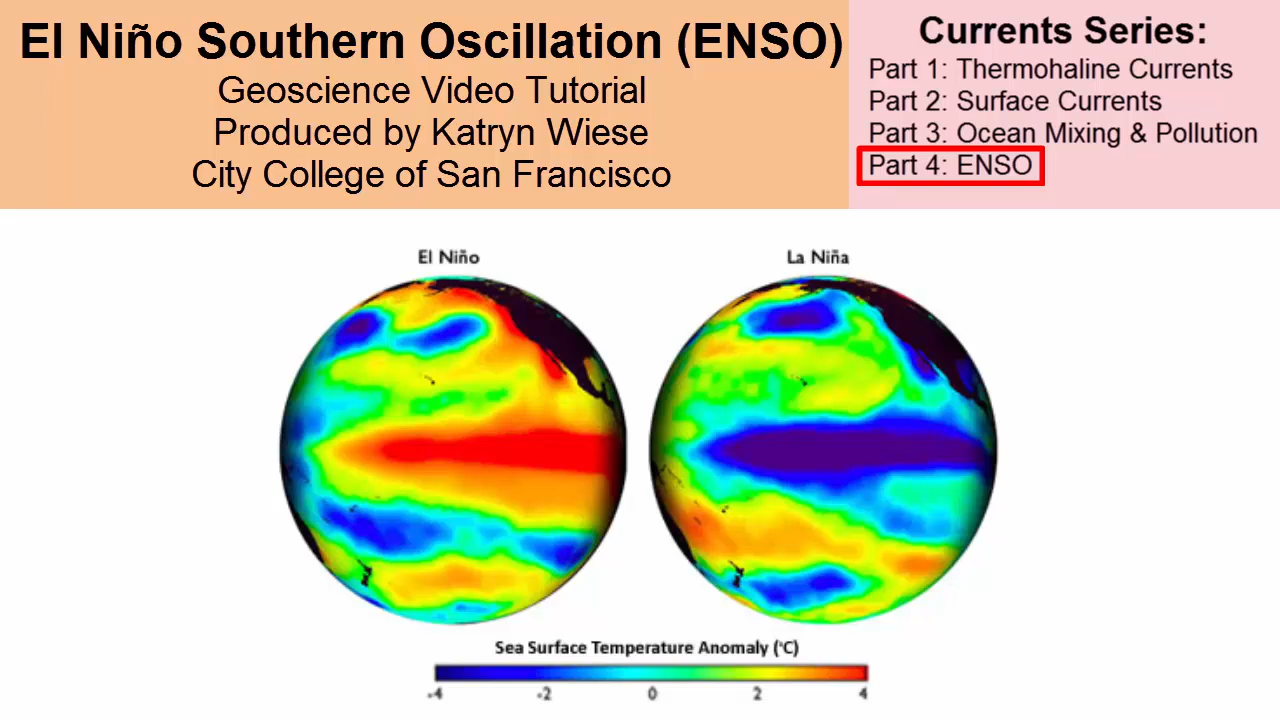 El Niño Southern Oscillation (ENSO)
Geoscience Video Tutorial
Produced by Katryn Wiese
City College of San Francisco
Currents Series:
Part 1: Thermohaline Currents
Part 2: Surface Currents
Part 3: Ocean Mixing & Pollution
Part 4: ENSO
El Niño
La Niña
Sea Surface Temperature Anomaly (°C)
-4 -2 0 2 4